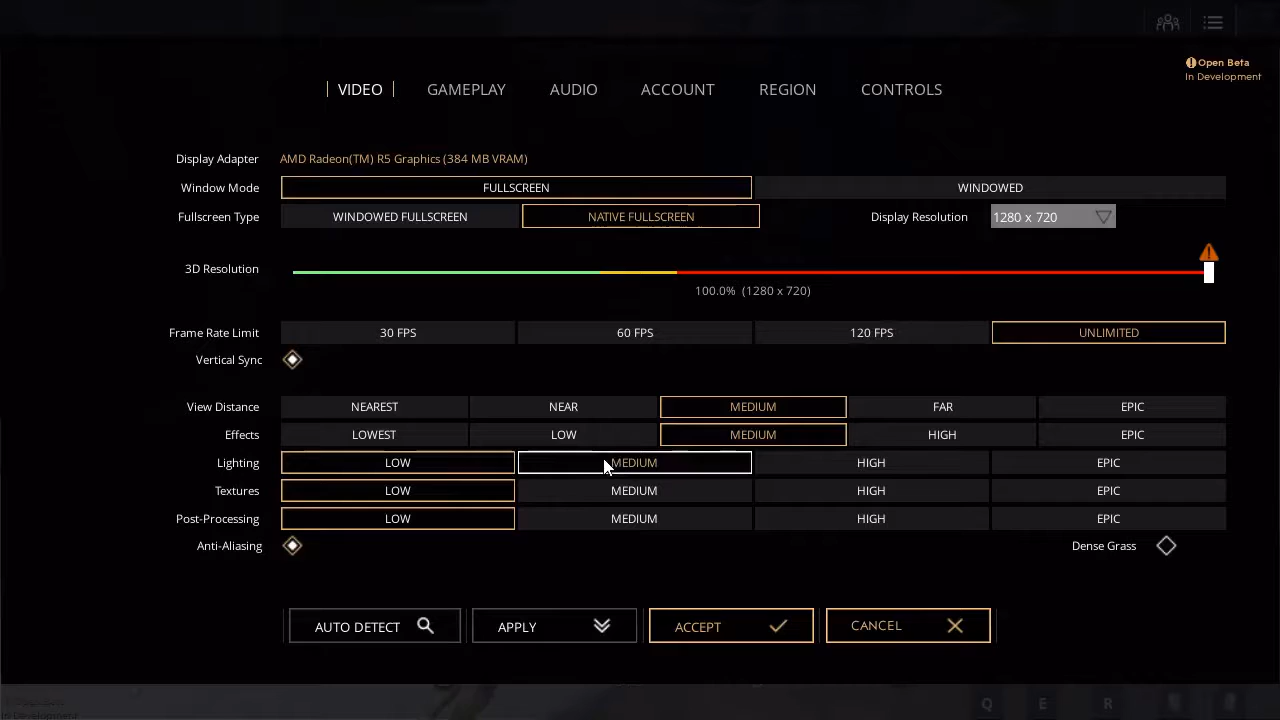 Open Beta
In Development
VIDEO GAMEPLAY AUDIO ACCOUNT REGION CONTROLS
Display Adapter AMD Radeon(TM) R5 Graphics (384 MB VRAM)
Window Mode FULLSCREEN WINDOWED
Fullscreen Type WINDOWED FULLSCREEN NATIVE FULLSCREEN Display Resolution 1280 x 720
3D Resolution
100.0% (1280 x 720)
Frame Rate Limit 30 FPS 60 FPS 120 FPS UNLIMITED
Vertical Sync
View Distance NEAREST NEAR MEDIUM FAR EPIC
Effects LOWEST LOW MEDIUM HIGH EPIC
Lighting LOW MEDIUM HIGH EPIC
Textures LOW MEDIUM HIGH EPIC
Post-Processing LOW MEDIUM HIGH EPIC
Anti-Aliasing Dense Grass
AUTO DETECT APPLY ACCEPT CANCEL
Q E R
In Development